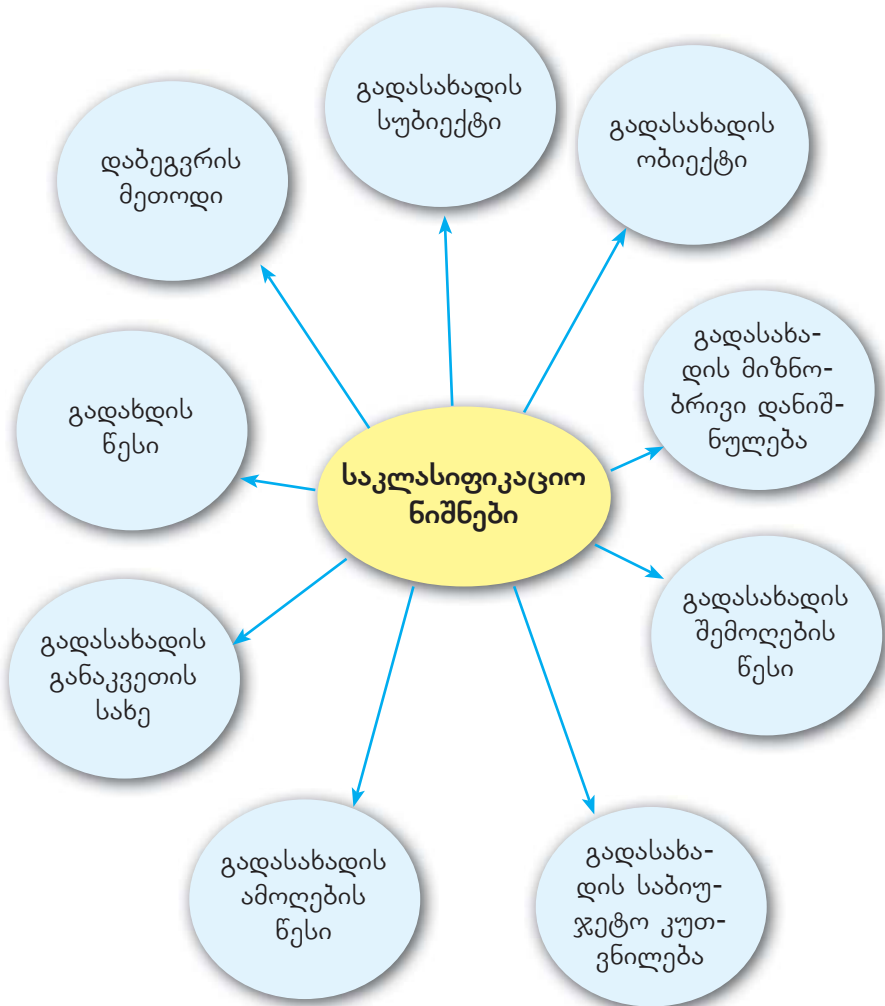 გადასახადის
სუბიექტი
გადასახადის
ობიექტი
დაბეგვრის
მეთოდი
გადასახა-
დის მიზნო-
ბრივი დანიშ-
ნულება
გადახდის
წესი
საკლასიფიკაციო
ნიშნები
გადასახადის
შემოღების
წესი
გადასახადის
განაკვეთის
სახე
გადასახადის
ამოღების
წესი
გადასახა-
დის საბიუ-
ჯეტო კუთ-
ვნილება